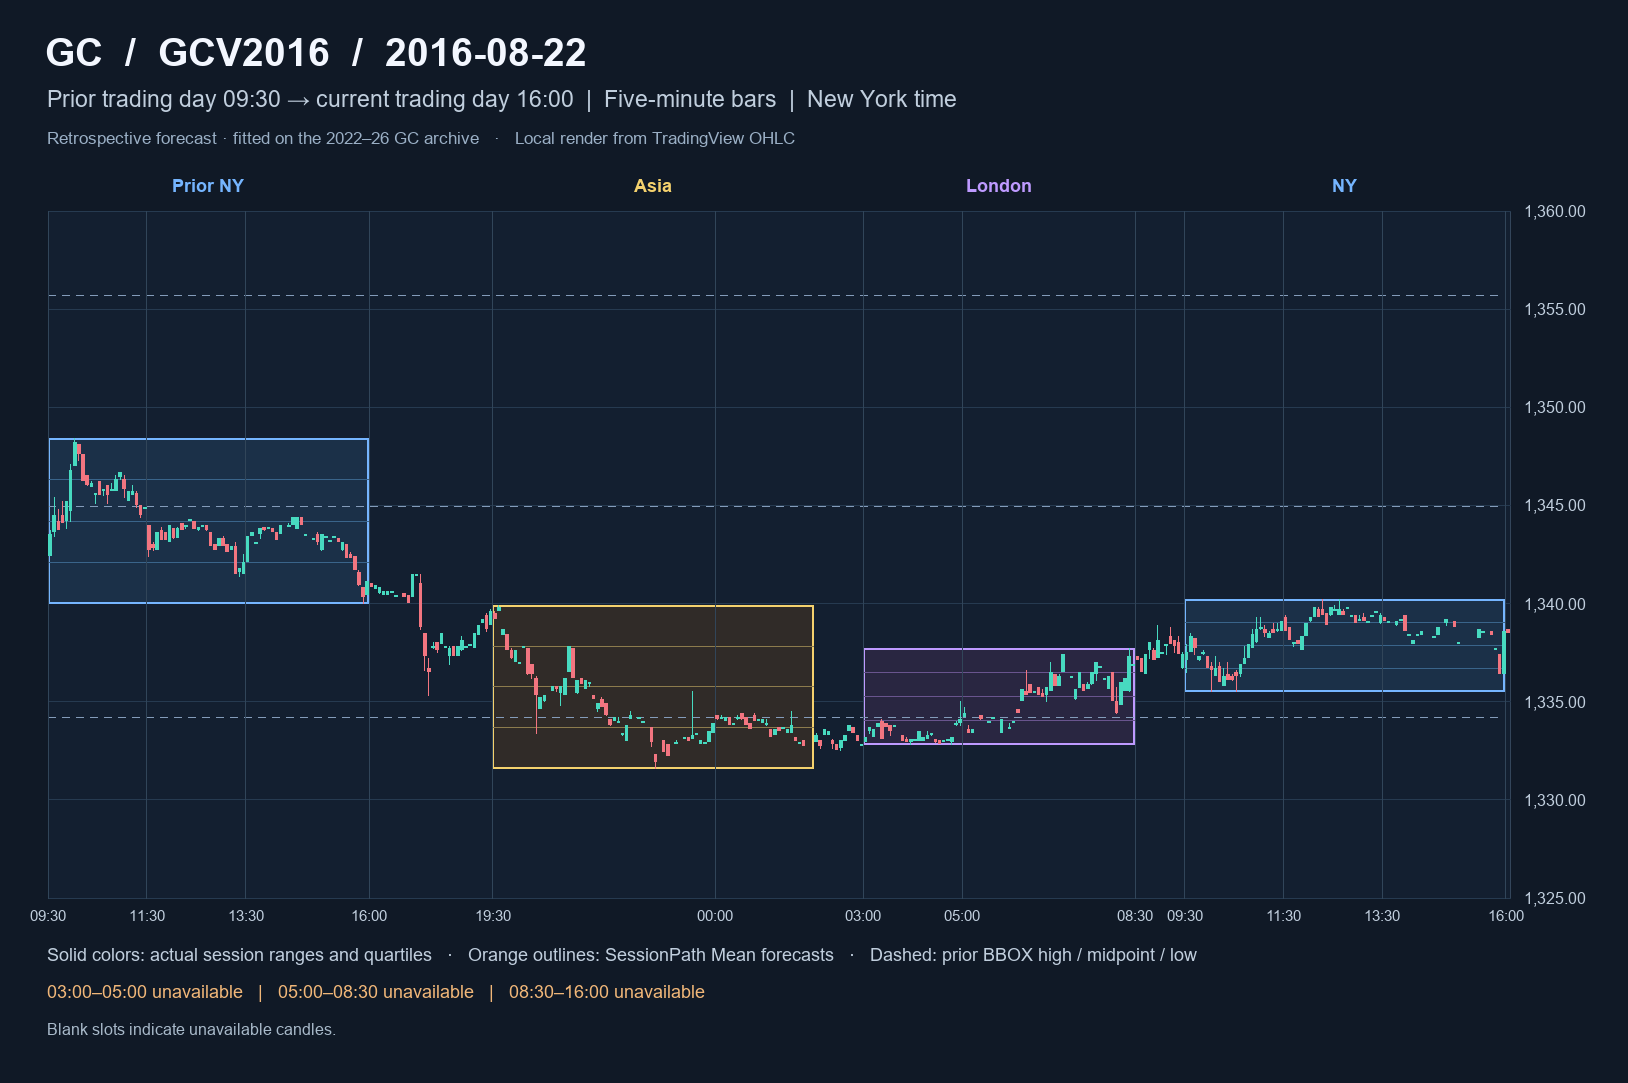 GC / GCV2016 / 2016-08-22
Prior trading day 09:30 → current trading day 16:00 | Five-minute bars | New York time
Retrospective forecast · fitted on the 2022–26 GC archive · Local render from TradingView OHLC
Prior NY Asia London NY
1,360.00
1,355.00
1,350.00
1,345.00
1,340.00
1,335.00
1,330.00
1,325.00
09:30 11:30 13:30 16:00 19:30 00:00 03:00 05:00 08:30 09:30 11:30 13:30 16:00
Solid colors: actual session ranges and quartiles · Orange outlines: SessionPath Mean forecasts · Dashed: prior BBOX high / midpoint / low
03:00–05:00 unavailable | 05:00–08:30 unavailable | 08:30–16:00 unavailable
Blank slots indicate unavailable candles.